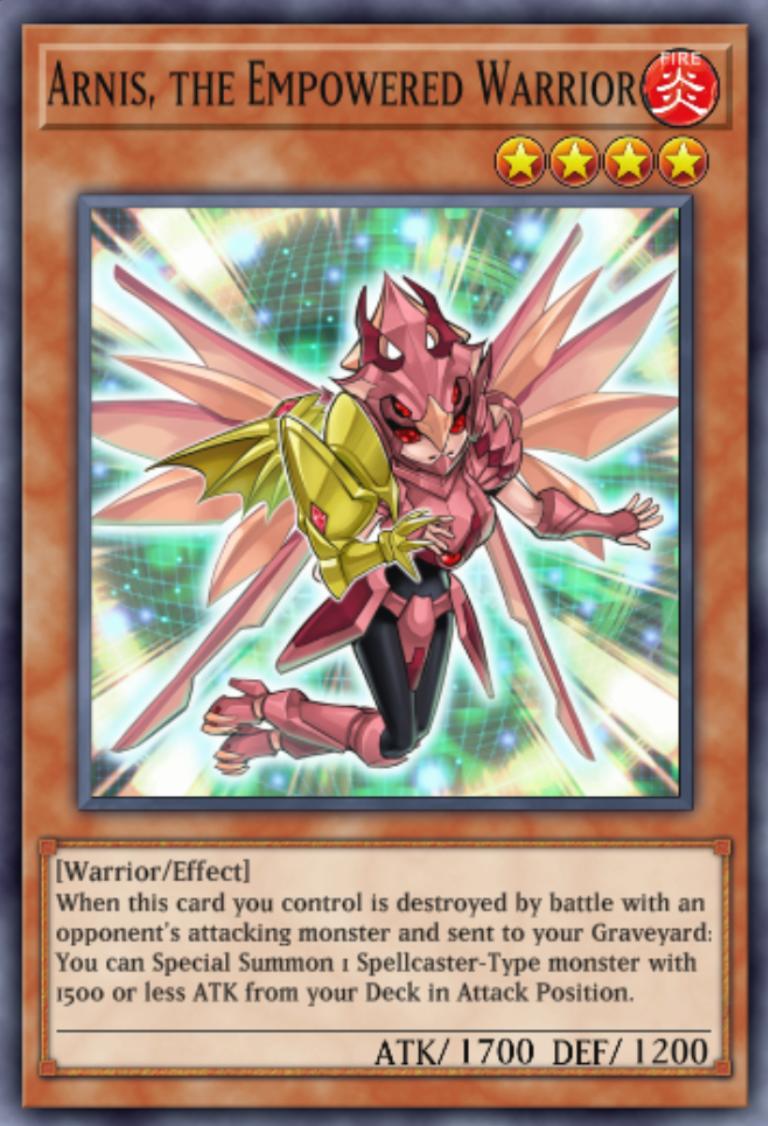 Arnis, the Empowered Warrior
FIRE
炎
[Warrior/Effect]
When this card you control is destroyed by battle with an
opponent's attacking monster and sent to your Graveyard:
You can Special Summon 1 Spellcaster-Type monster with
1500 or less ATK from your Deck in Attack Position.
ATK/ 1700 DEF/ 1200